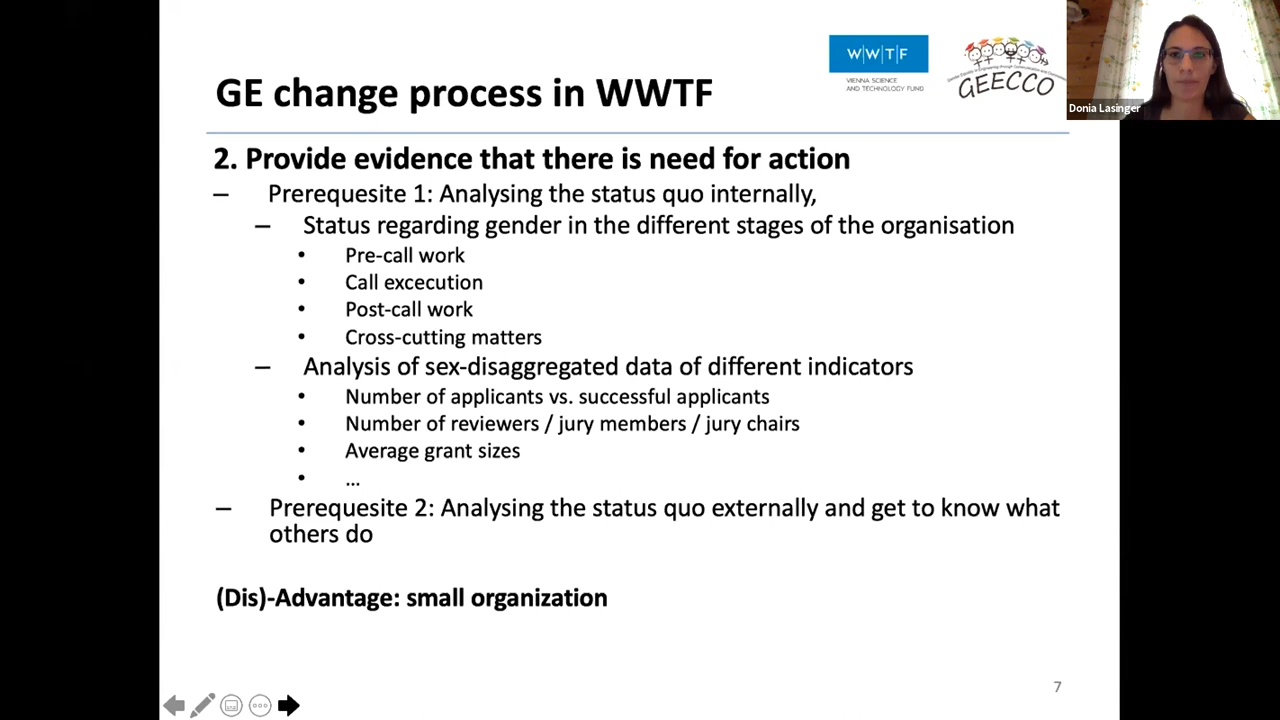 GE change process in WWTF
W|W|T|F
VIENNA SCIENCE
AND TECHNOLOGY FUND
GEECCO
Donia Lasinger
2. Provide evidence that there is need for action
– Prerequesite 1: Analysing the status quo internally,
– Status regarding gender in the different stages of the organisation
• Pre-call work
• Call excecution
• Post-call work
• Cross-cutting matters
– Analysis of sex-disaggregated data of different indicators
• Number of applicants vs. successful applicants
• Number of reviewers / jury members / jury chairs
• Average grant sizes
• …
– Prerequesite 2: Analysing the status quo externally and get to know what
others do
(Dis)-Advantage: small organization
7